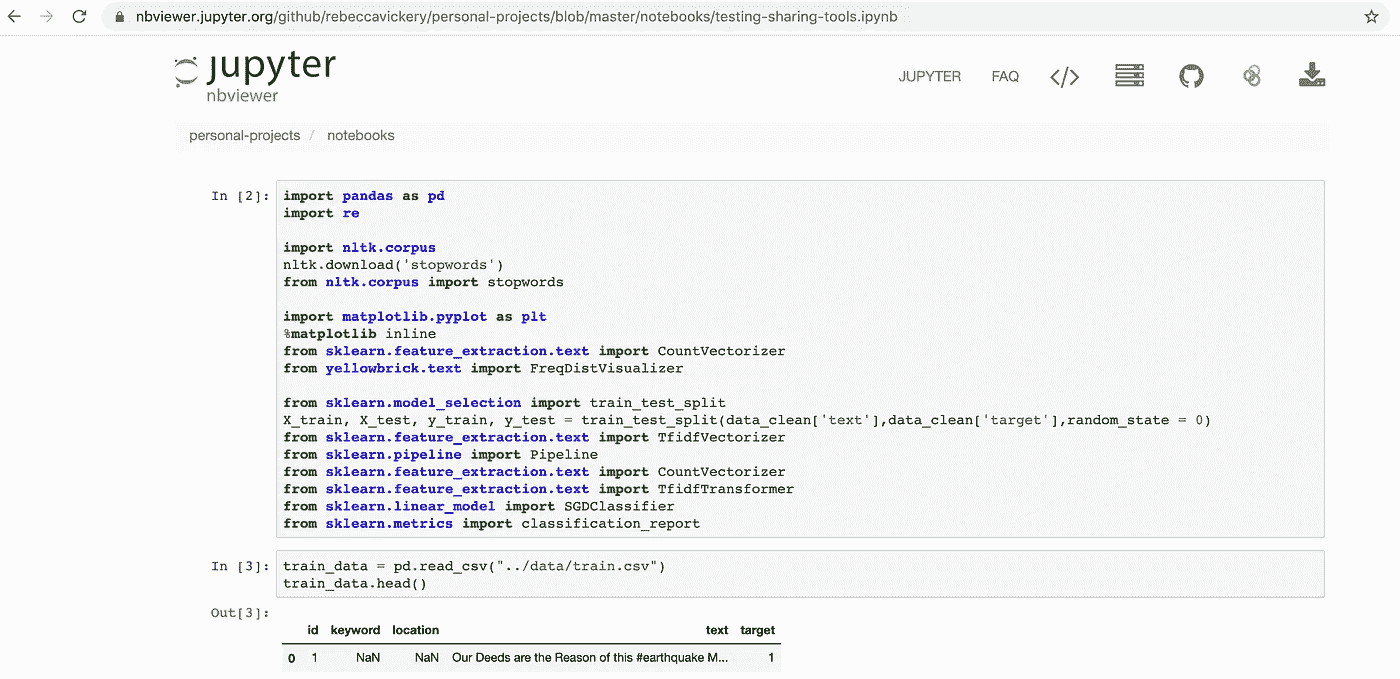 nbviewer.jupyter.org/github/rebeccavickery/personal-projects/blob/master/notebooks/testing-sharing-tools.ipynb
jupyter
nbviewer
JUPYTER FAQ </>
personal-projects / notebooks
In [2]: import pandas as pd
import re
import nltk.corpus
nltk.download('stopwords')
from nltk.corpus import stopwords
import matplotlib.pyplot as plt
%matplotlib inline
from sklearn.feature_extraction.text import CountVectorizer
from yellowbrick.text import FreqDistVisualizer
from sklearn.model_selection import train_test_split
X_train, X_test, y_train, y_test = train_test_split(data_clean['text'],data_clean['target'],random_state = 0)
from sklearn.feature_extraction.text import TfidfVectorizer
from sklearn.pipeline import Pipeline
from sklearn.feature_extraction.text import CountVectorizer
from sklearn.feature_extraction.text import TfidfTransformer
from sklearn.linear_model import SGDClassifier
from sklearn.metrics import classification_report
In [3]: train_data = pd.read_csv("../data/train.csv")
train_data.head()
Out[3]:
id keyword location text target
0 1 NaN NaN Our Deeds are the Reason of this #earthquake M... 1